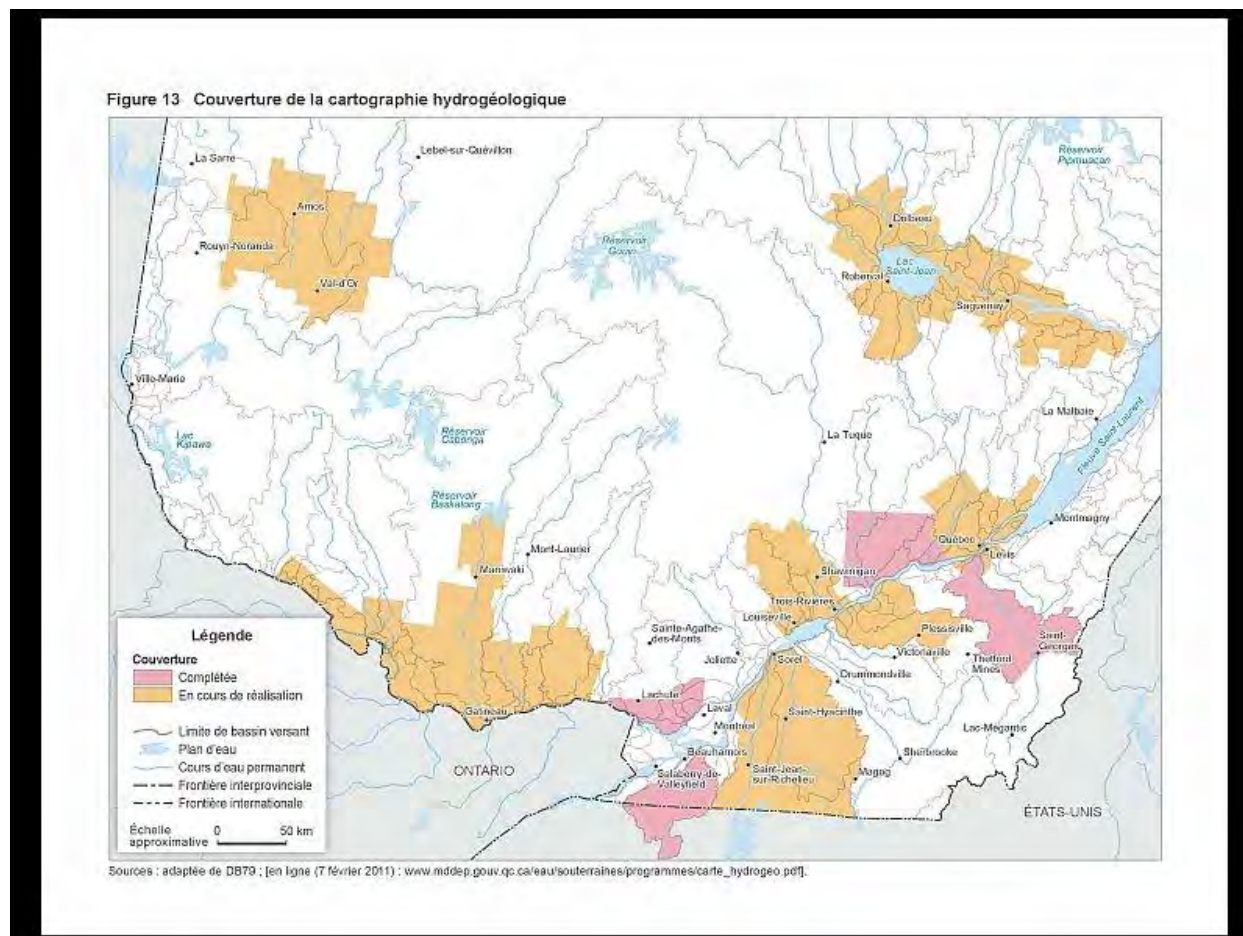 Figure 13 Couverture de la cartographie hydrogéologique
La Sarre
Lebel-sur-Quévillon
Réservoir
Pipmuacan
Amos
Dolbeau
Rouyn-Noranda
Réservoir
Gouin
Lac
Saint-Jean
Val-d'Or
Roberval
Saguenay
Ville-Marie
La Malbaie
Fleuve Saint-Laurent
Lac
Kipawa
Réservoir
Cabonga
La Tuque
Réservoir
Baskatong
Montmagny
Québec
Lévis
Mont-Laurier
Maniwaki
Shawinigan
Trois-Rivières
Louiseville
Plessisville
Saint-
Georges
Sainte-Agathe-
des-Monts
Joliette
Sorel
Victoriaville
Thetford
Mines
Drummondville
Lachute
Laval
Saint-Hyacinthe
Gatineau
Montréal
Lac-Mégantic
Beauharnois
Sherbrooke
Salaberry-de-
Valleyfield
Saint-Jean-
sur-Richelieu
Magog
ONTARIO
ÉTATS-UNIS
Légende
Couverture
Complétée
En cours de réalisation
Limite de bassin versant
Plan d'eau
Cours d'eau permanent
Frontière interprovinciale
Frontière internationale
Échelle
approximative
0 50 km
Sources : adaptée de DB79 ; [en ligne (7 février 2011) : www.mddep.gouv.qc.ca/eau/souterraines/programmes/carte_hydrogeo.pdf].